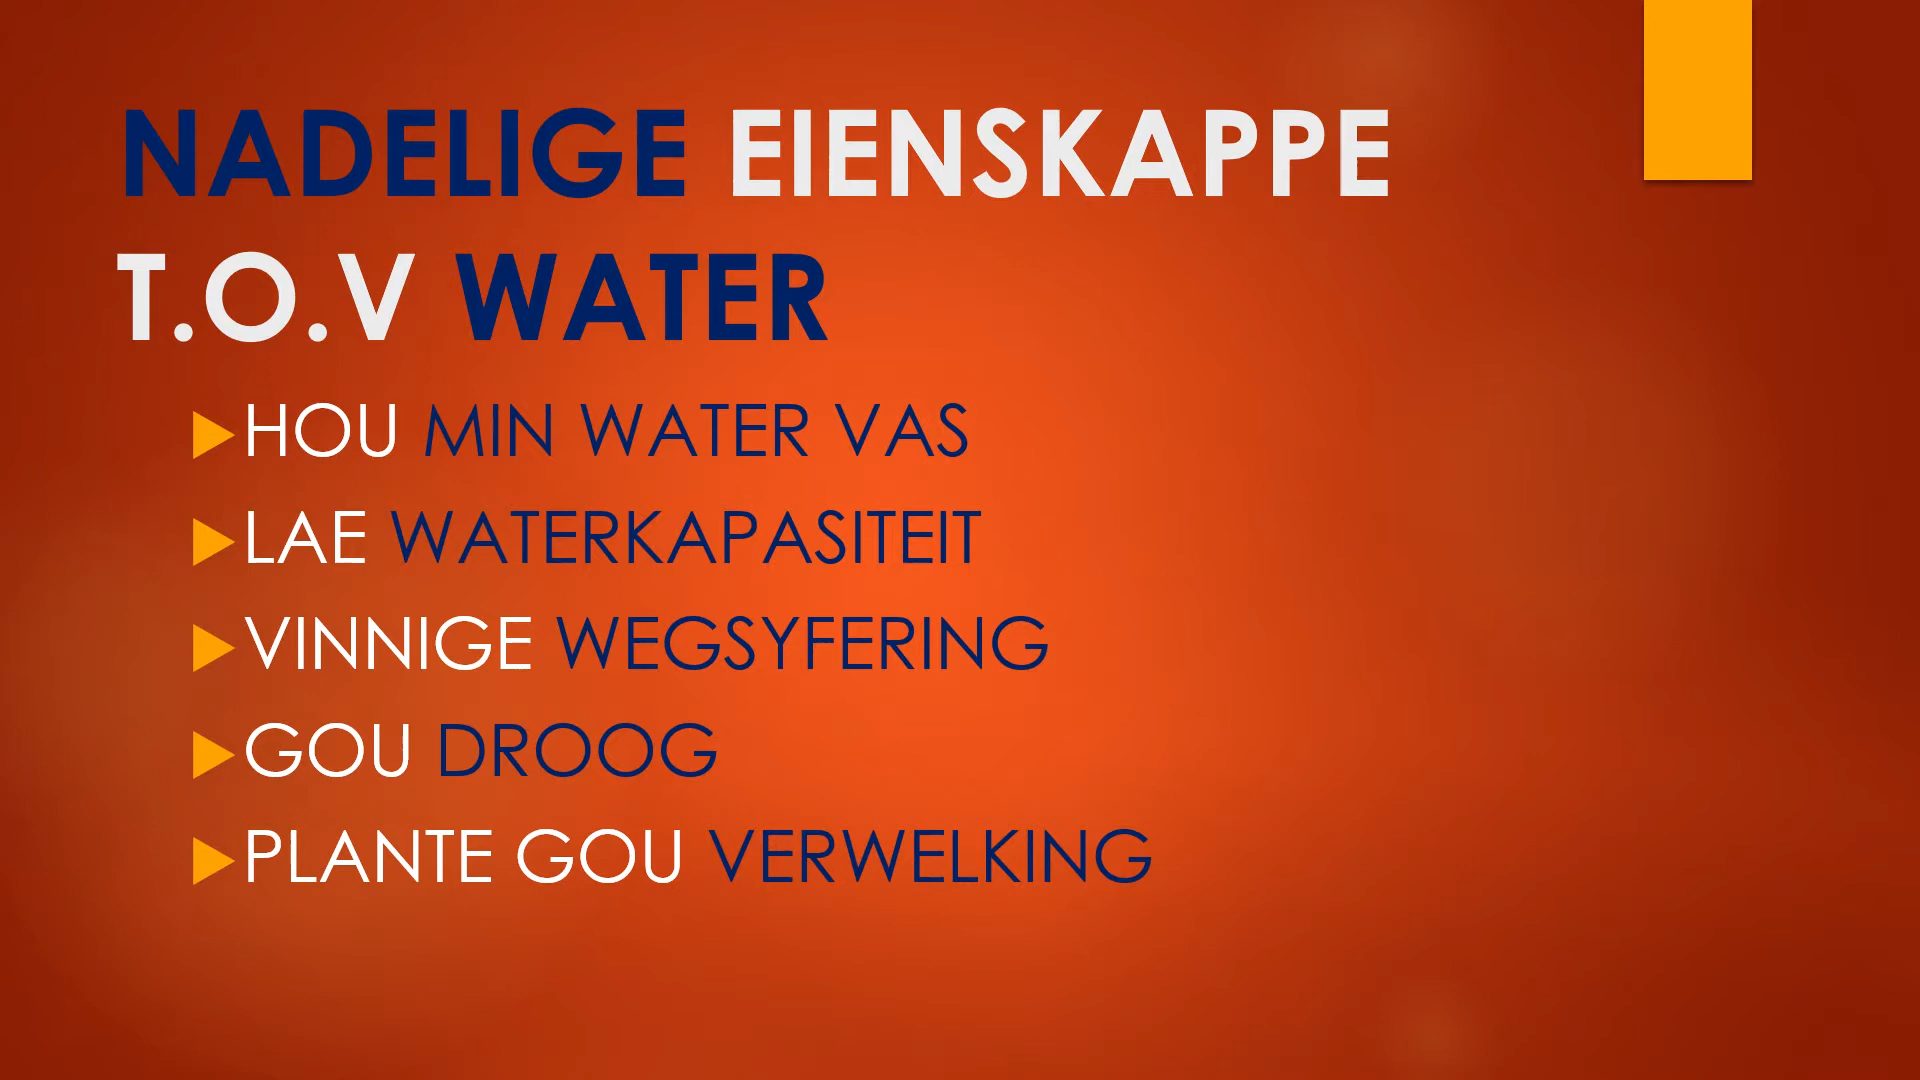 NADELIGE EIENSKAPPE
T.O.V WATER
HOU MIN WATER VAS
LAE WATERKAPASITEIT
VINNIGE WEGSYFERING
GOU DROOG
PLANTE GOU VERWELKING